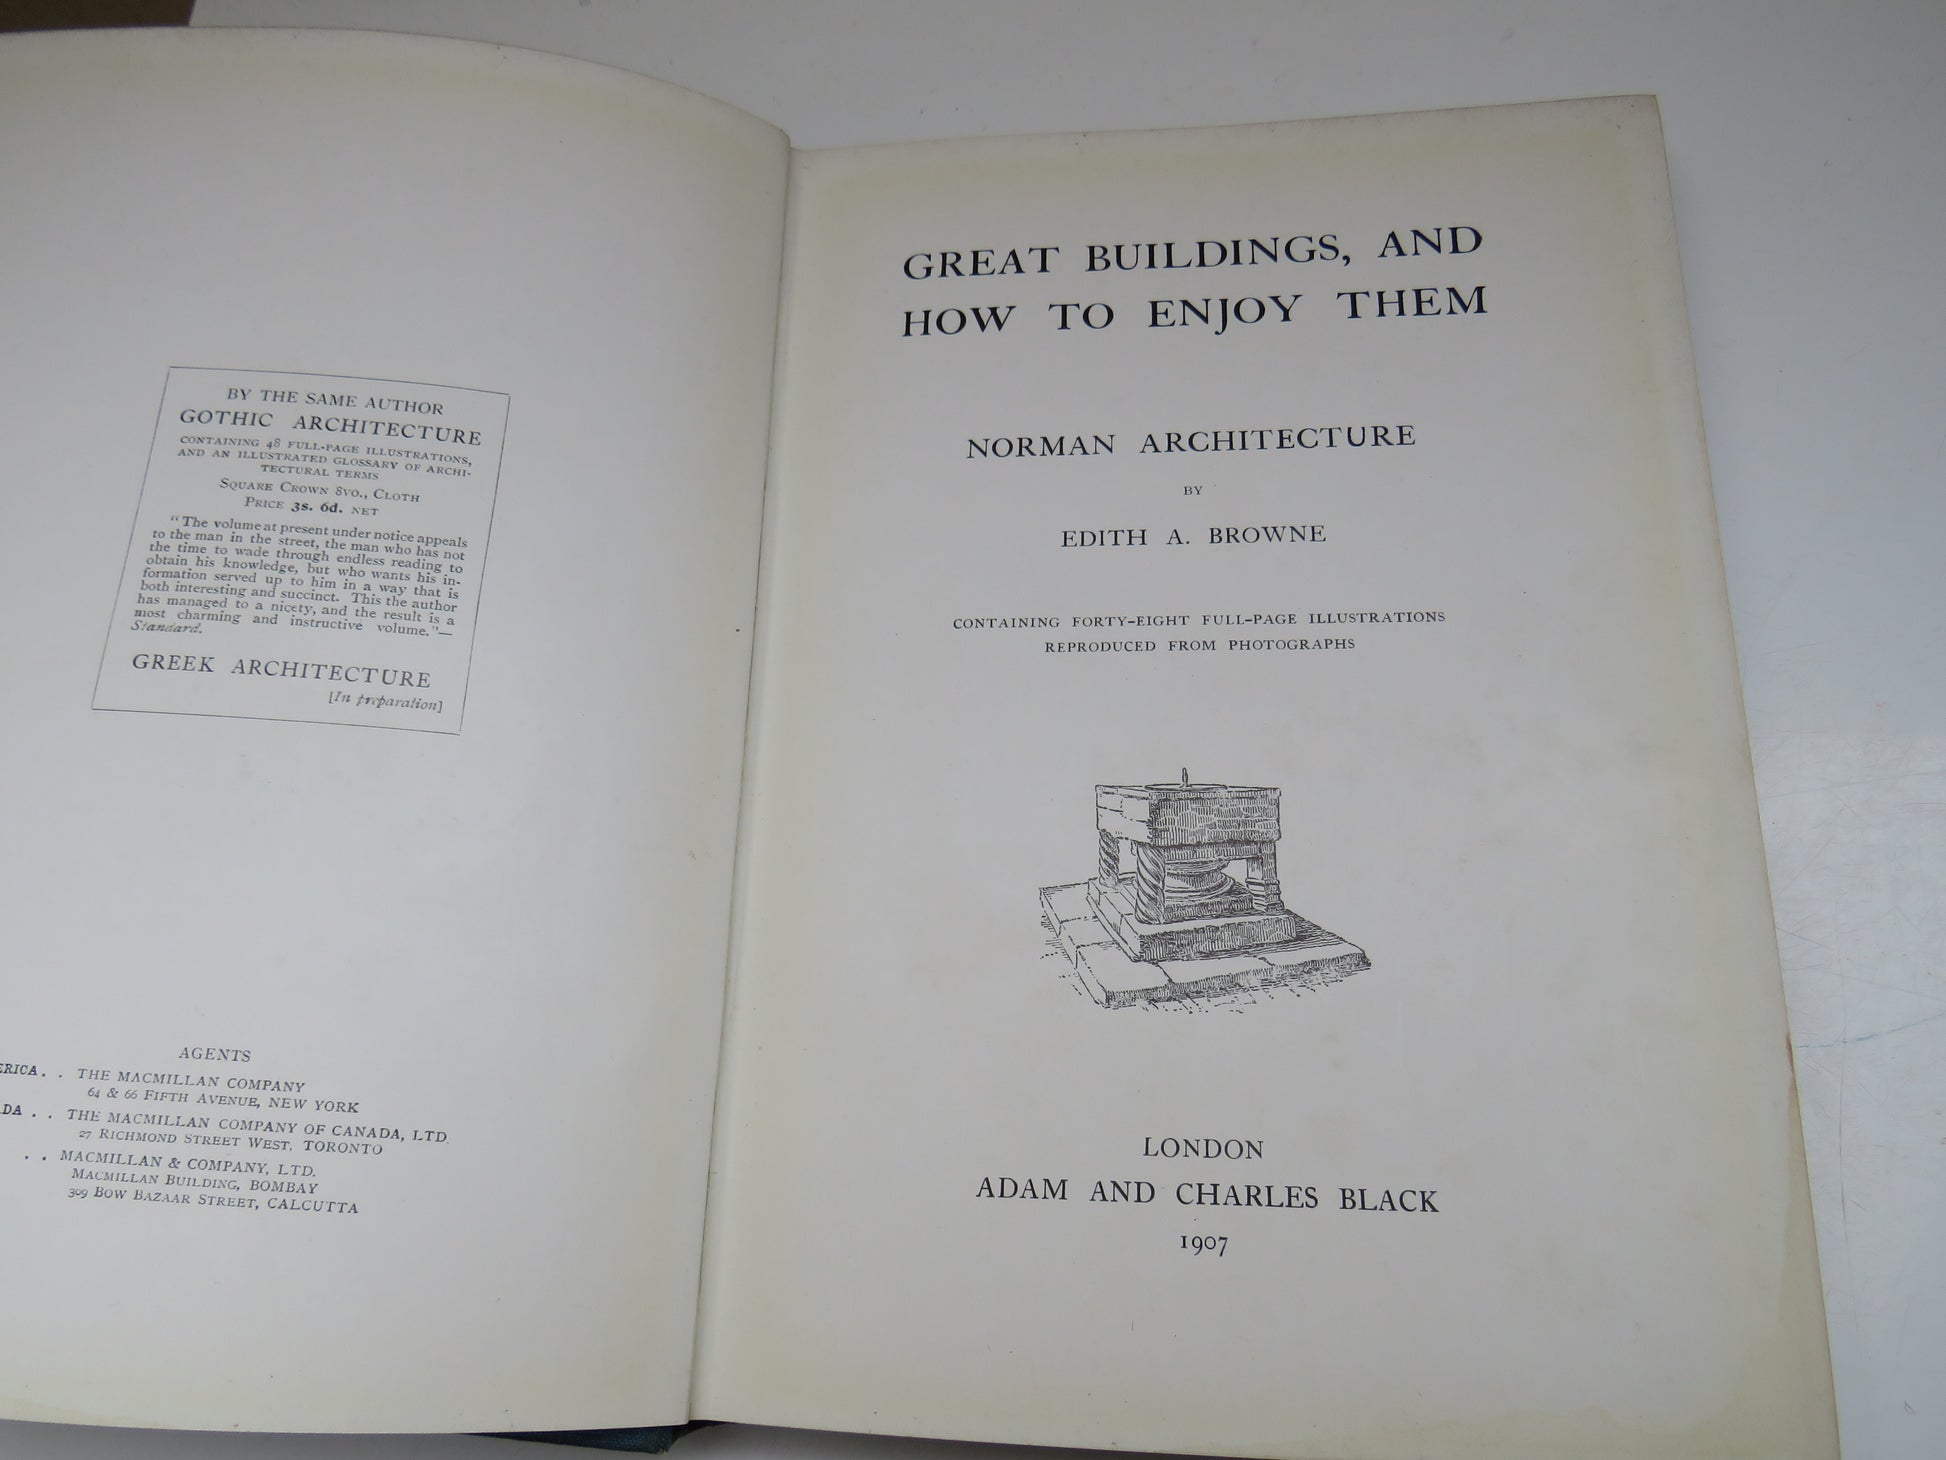 BY THE SAME AUTHOR
GOTHIC ARCHITECTURE
CONTAINING 48 FULL-PAGE ILLUSTRATIONS,
AND AN ILLUSTRATED GLOSSARY OF ARCHI-
TECTURAL TERMS
SQUARE CROWN 8VO., CLOTH
PRICE 3s. 6d. NET
"The volume at present under notice appeals
to the man in the street, the man who has not
the time to wade through endless reading to
obtain his knowledge, but who wants his in-
formation served up to him in a way that is
both interesting and succinct. This the author
has managed to a nicety, and the result is a
most charming and instructive volume."—
Standard.
GREEK ARCHITECTURE
[In preparation]
AGENTS
ERICA . . THE MACMILLAN COMPANY
64 & 66 FIFTH AVENUE, NEW YORK
DA . . THE MACMILLAN COMPANY OF CANADA, LTD.
27 RICHMOND STREET WEST, TORONTO
. . MACMILLAN & COMPANY, LTD.
MACMILLAN BUILDING, BOMBAY
309 BOW BAZAAR STREET, CALCUTTA
GREAT BUILDINGS, AND
HOW TO ENJOY THEM
NORMAN ARCHITECTURE
BY
EDITH A. BROWNE
CONTAINING FORTY-EIGHT FULL-PAGE ILLUSTRATIONS
REPRODUCED FROM PHOTOGRAPHS
LONDON
ADAM AND CHARLES BLACK
1907